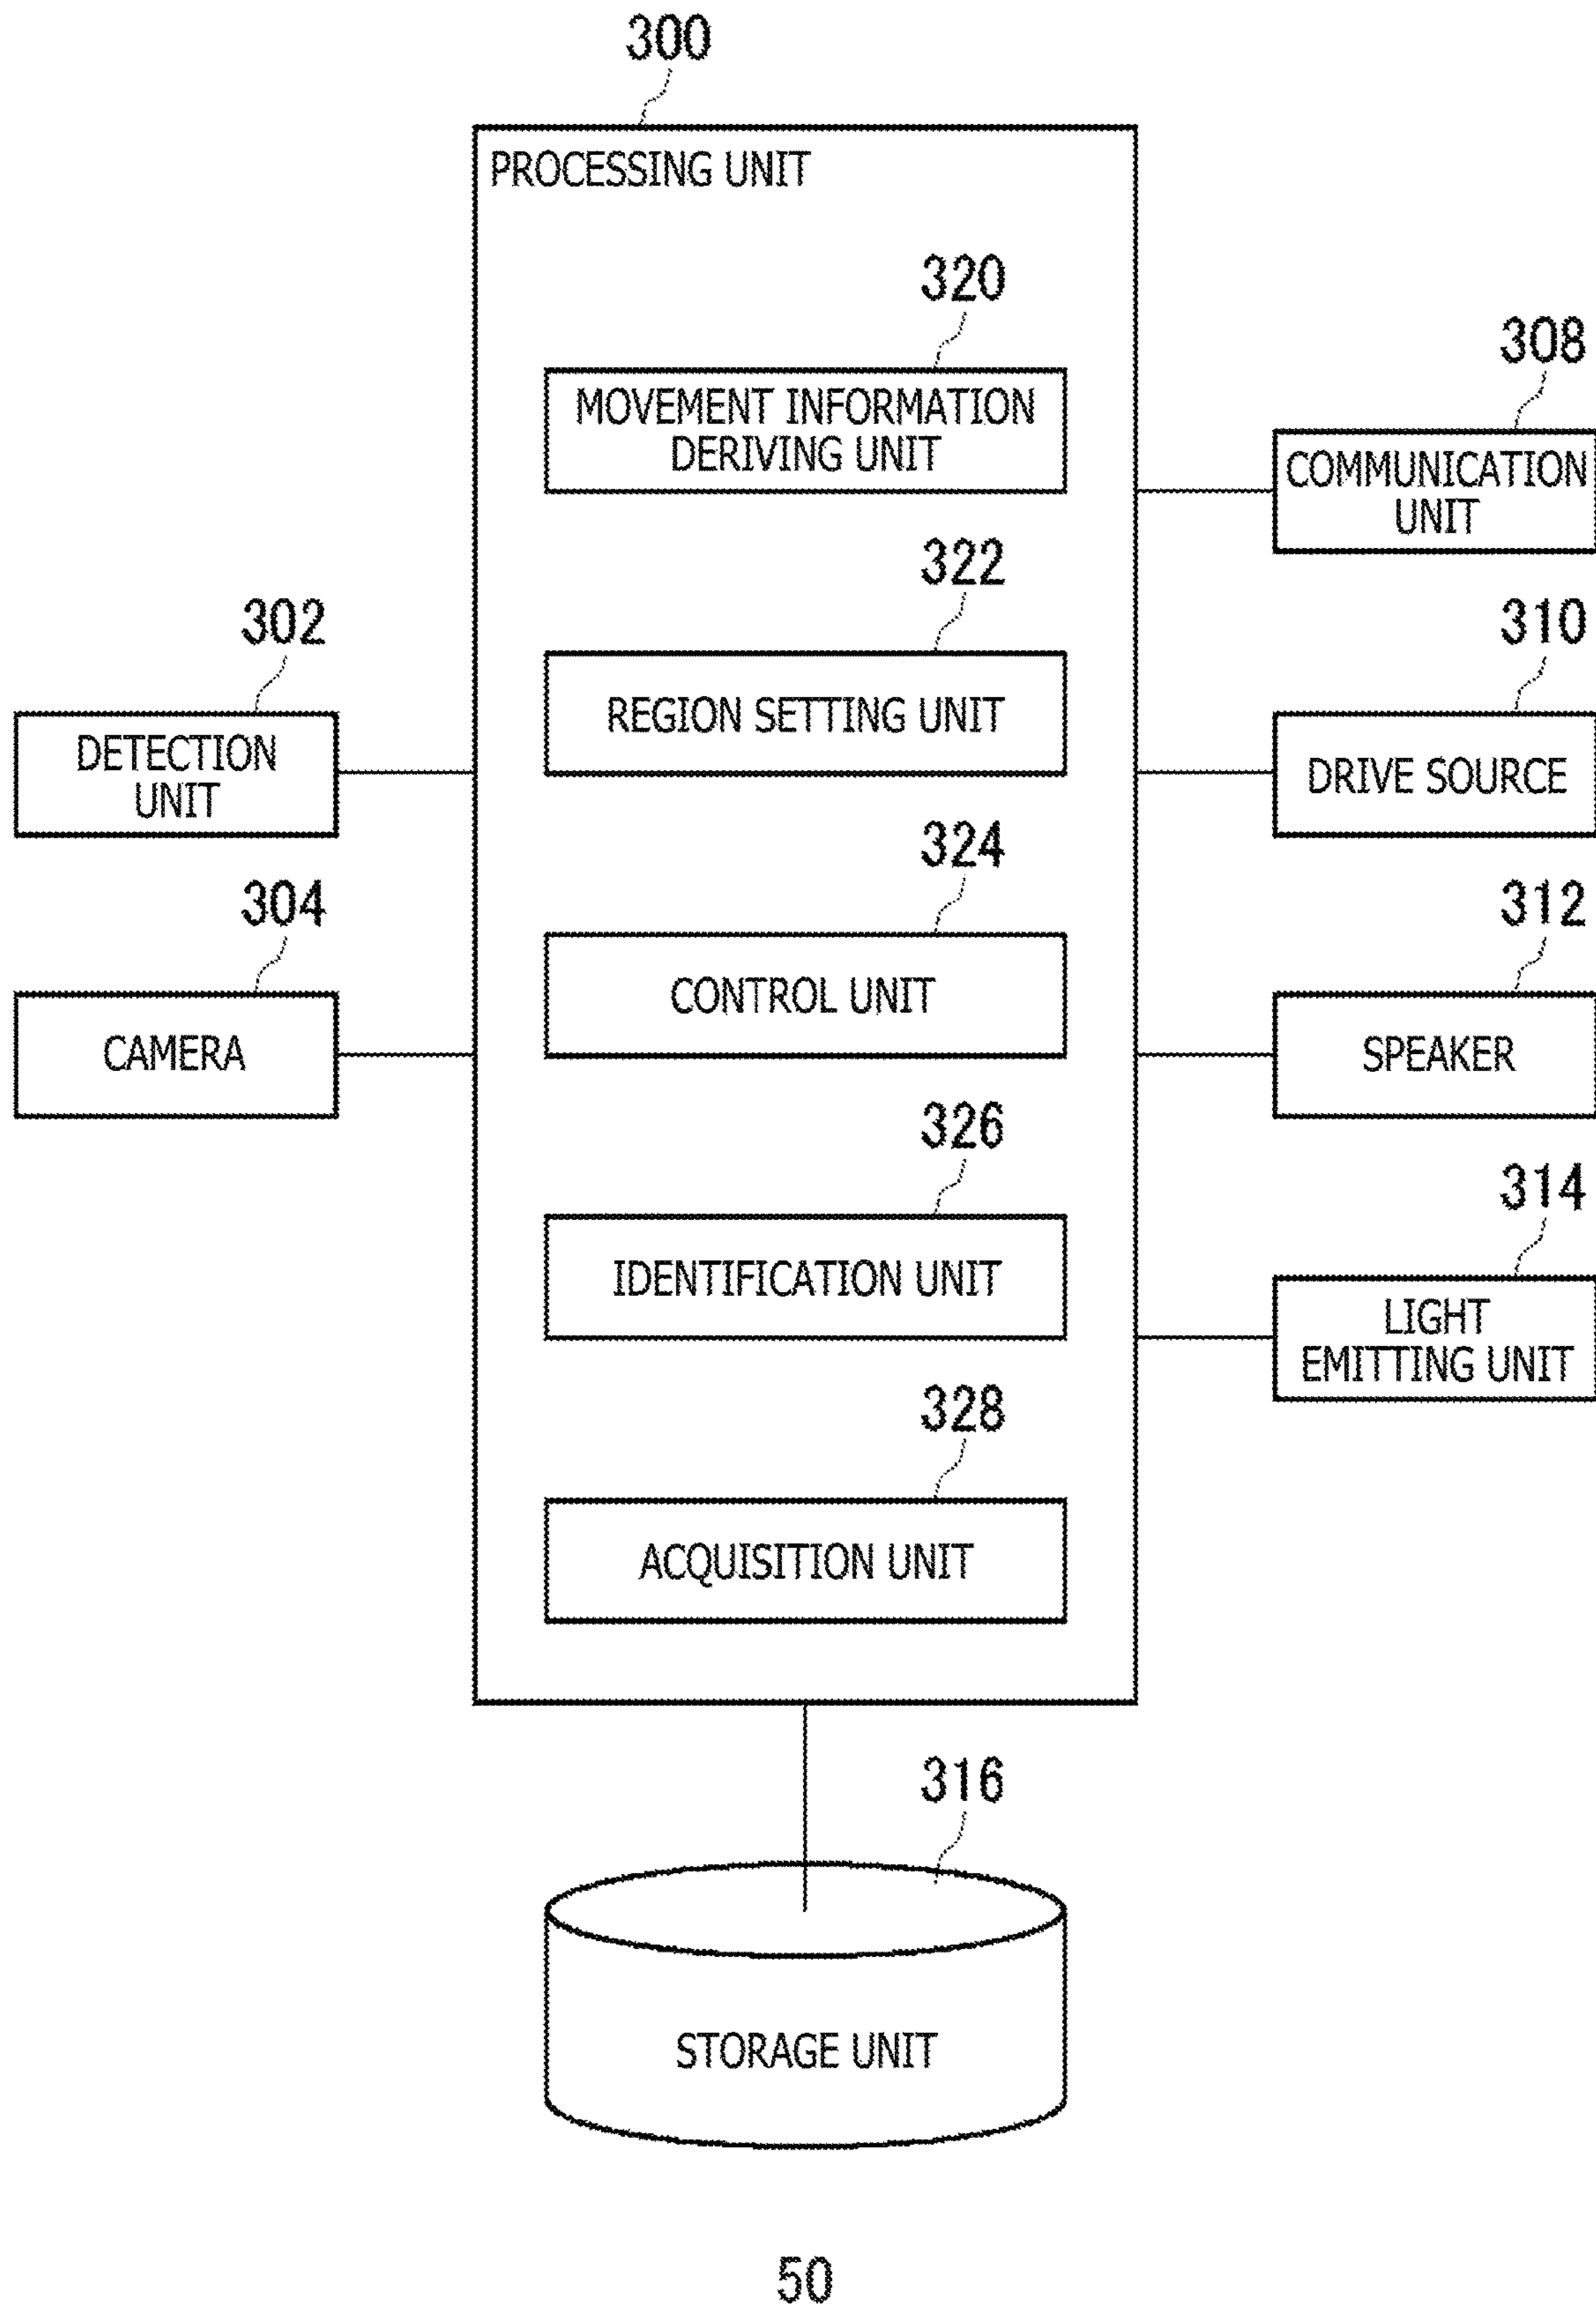 300
PROCESSING UNIT
320
MOVEMENT INFORMATION
DERIVING UNIT
308
COMMUNICATION
UNIT
322
REGION SETTING UNIT
302
DETECTION
UNIT
310
DRIVE SOURCE
324
CONTROL UNIT
304
CAMERA
312
SPEAKER
326
IDENTIFICATION UNIT
314
LIGHT
EMITTING UNIT
328
ACQUISITION UNIT
316
STORAGE UNIT
50